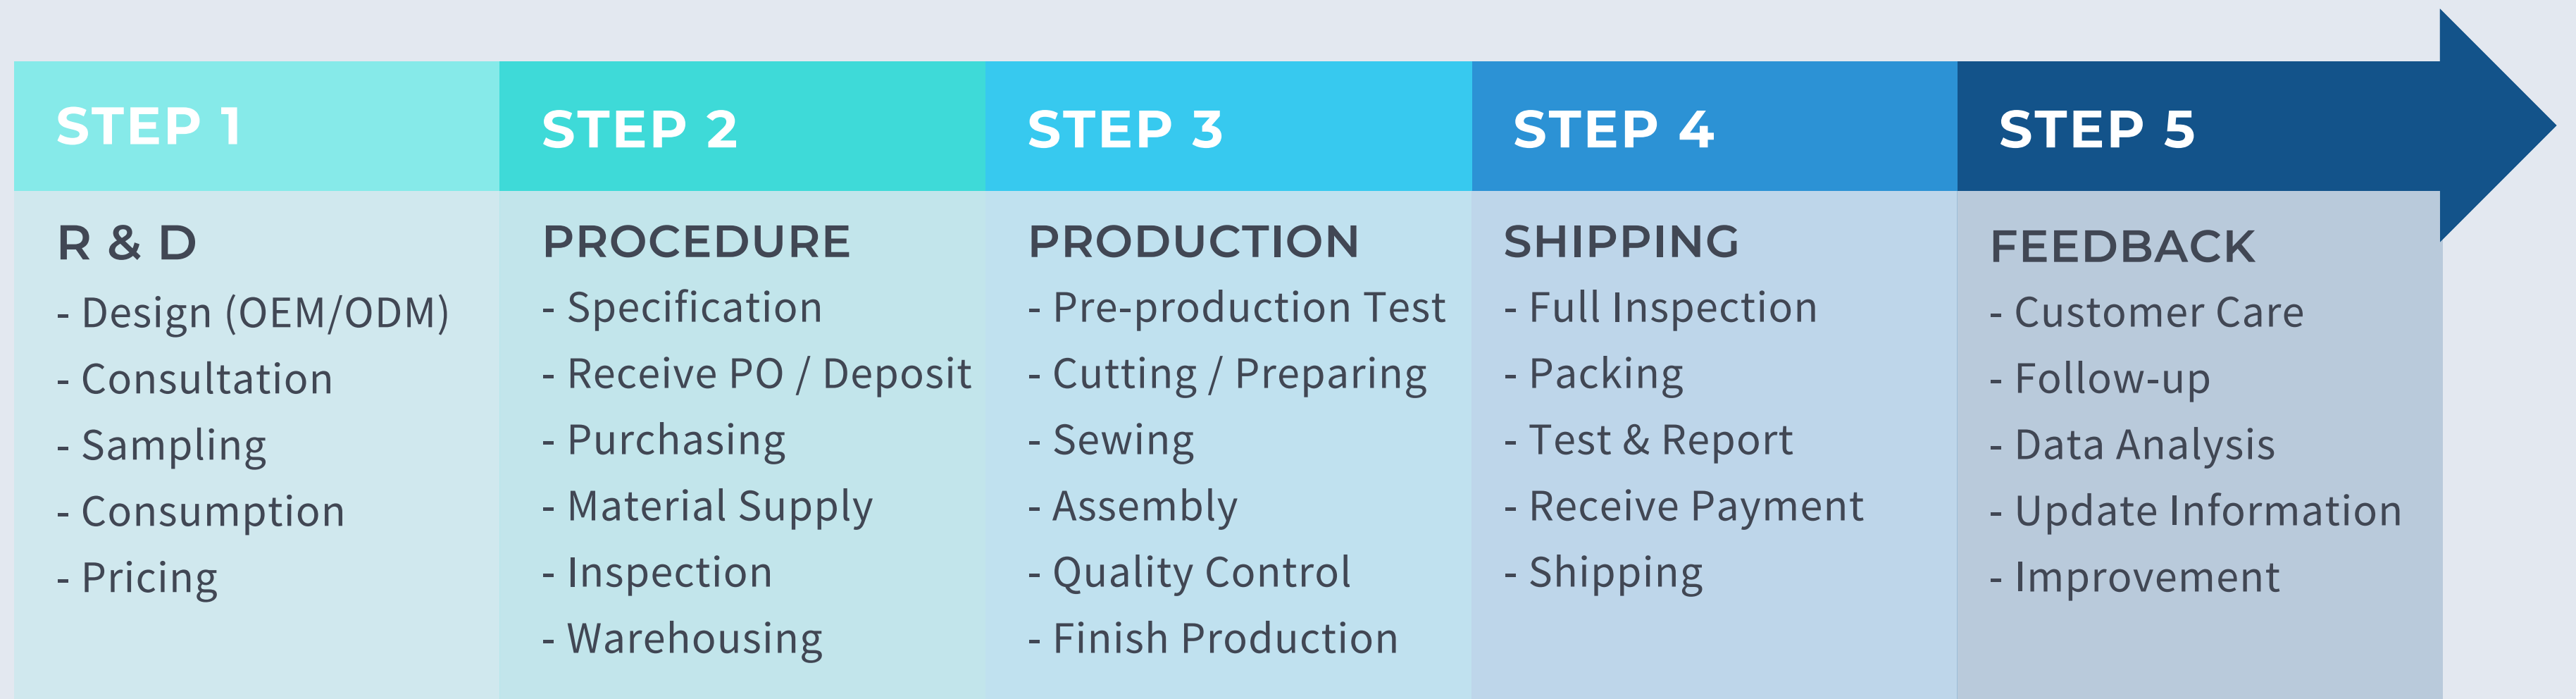 STEP 1
R & D
- Design (OEM/ODM)
- Consultation
- Sampling
- Consumption
- Pricing
STEP 2
PROCEDURE
- Specification
- Receive PO / Deposit
- Purchasing
- Material Supply
- Inspection
- Warehousing
STEP 3
PRODUCTION
- Pre-production Test
- Cutting / Preparing
- Sewing
- Assembly
- Quality Control
- Finish Production
STEP 4
SHIPPING
- Full Inspection
- Packing
- Test & Report
- Receive Payment
- Shipping
STEP 5
FEEDBACK
- Customer Care
- Follow-up
- Data Analysis
- Update Information
- Improvement